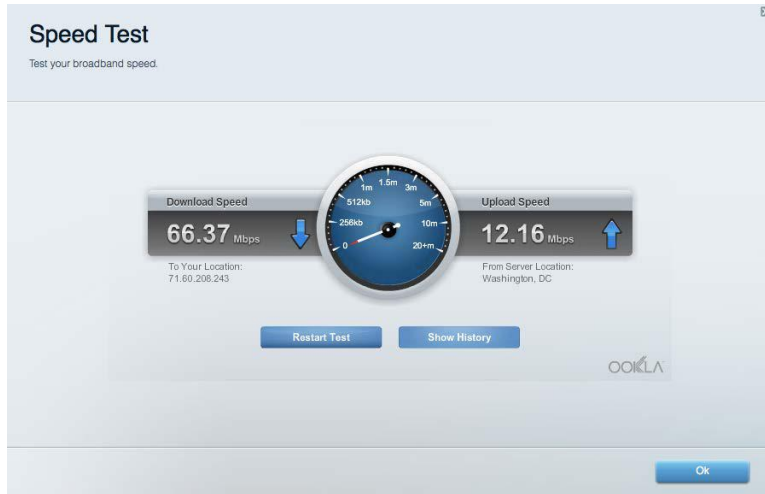 Speed Test
Test your broadband speed.
Download Speed
66.37 Mbps
To Your Location:
71.60.208.243
0
256kb
512kb
1m
1.5m
3m
5m
10m
20+m
Upload Speed
12.16 Mbps
From Server Location:
Washington, DC
Restart Test
Show History
OOKLA
Ok